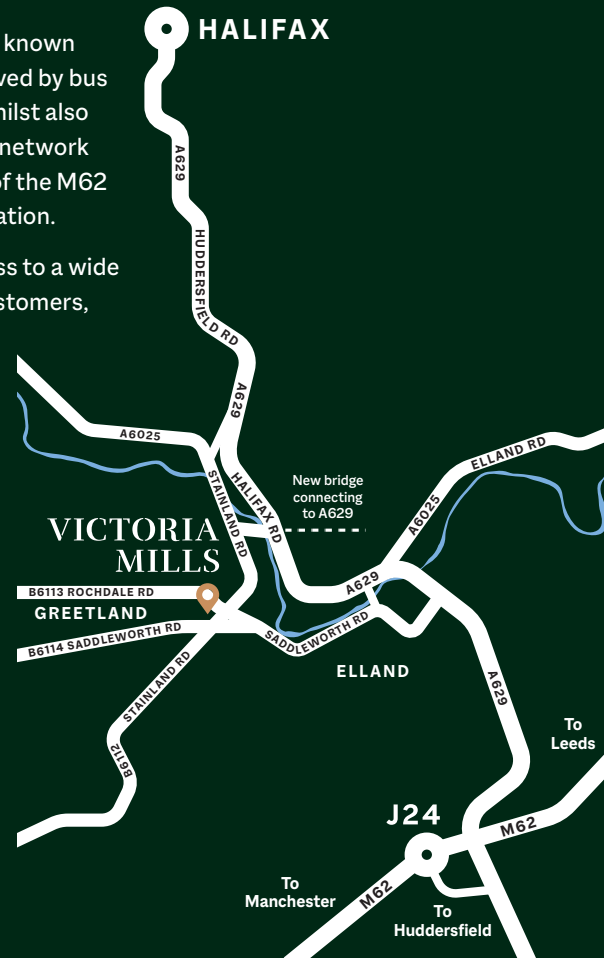 HALIFAX
known
ved by bus
hilst also
network
of the M62
ation.
ss to a wide
stomers,
A629
HUDDERSFIELD RD
A629
A6025
STAINLAND RD
HALIFAX RD
New bridge
connecting
to A629
ELLAND RD
A6025
VICTORIA
MILLS
B6113 ROCHDALE RD
GREETLAND
B6114 SADDLEWORTH RD
SADDLEWORTH RD
A629
ELLAND
STAINLAND RD
B6112
A629
To
Leeds
J24
M62
To
Manchester
M62
To
Huddersfield